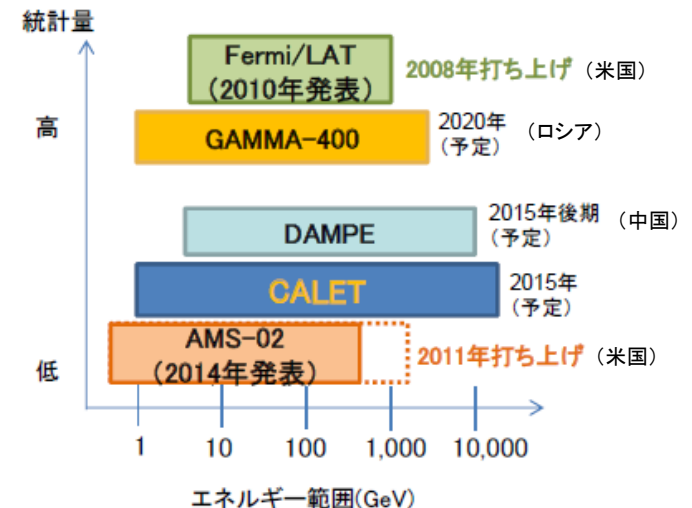 統計量
Fermi/LAT
(2010年発表)
2008年打ち上げ (米国)
高
GAMMA-400
2020年
(予定)
(ロシア)
DAMPE
2015年後期
(予定)
(中国)
CALET
2015年
(予定)
AMS-02
(2014年発表)
2011年打ち上げ (米国)
低
1 10 100 1,000 10,000
エネルギー範囲(GeV)